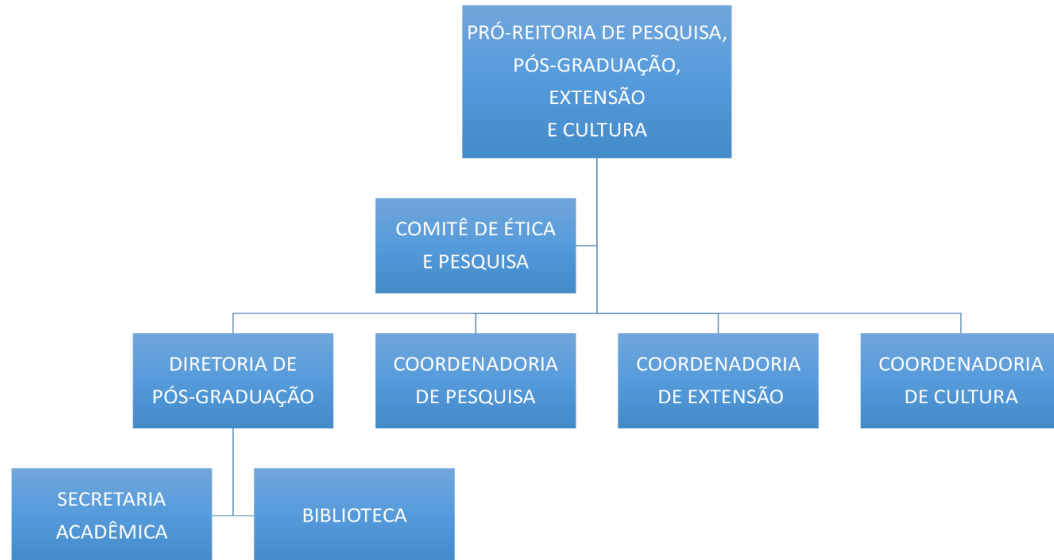 PRÓ-REITORIA DE PESQUISA,
PÓS-GRADUAÇÃO,
EXTENSÃO
E CULTURA
COMITÊ DE ÉTICA
E PESQUISA
DIRETORIA DE
PÓS-GRADUAÇÃO
COORDENADORIA
DE PESQUISA
COORDENADORIA
DE EXTENSÃO
COORDENADORIA
DE CULTURA
SECRETARIA
ACADÊMICA
BIBLIOTECA